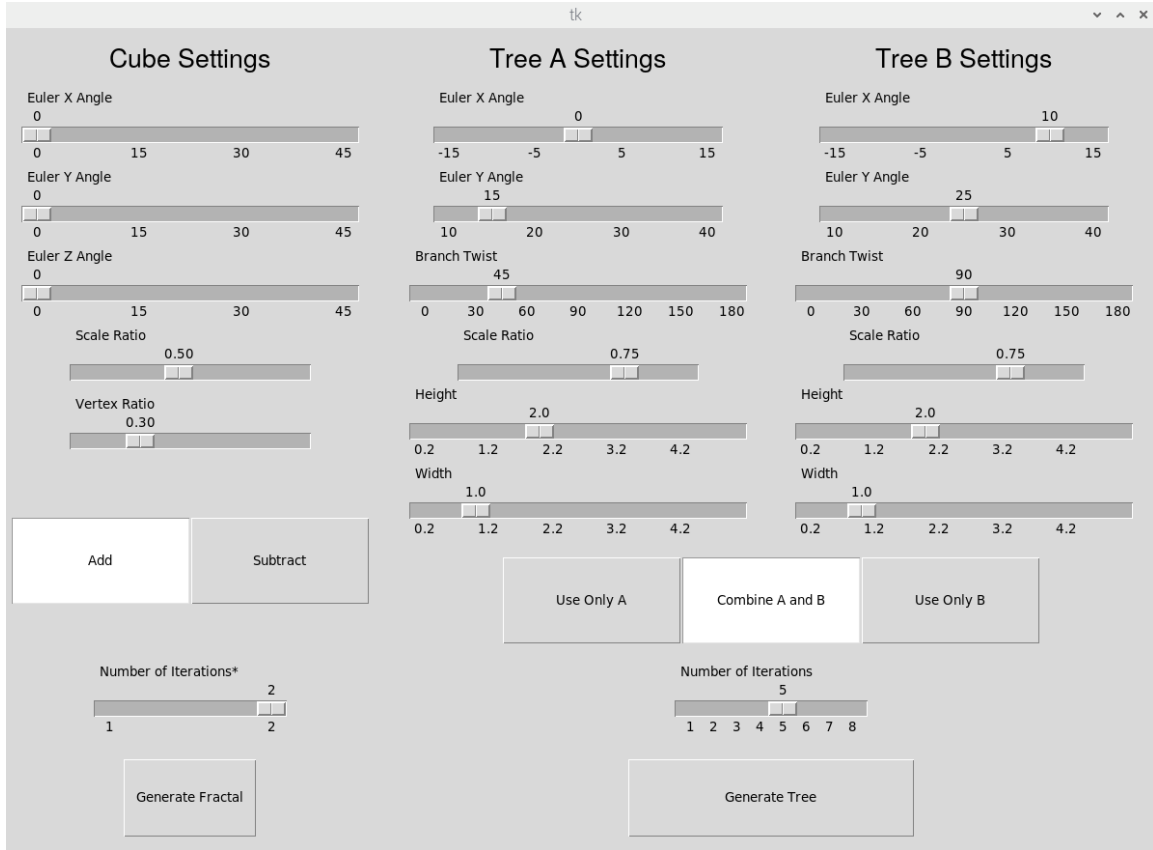 tk
Cube Settings
Euler X Angle
0
0 15 30 45
Euler Y Angle
0
0 15 30 45
Euler Z Angle
0
0 15 30 45
Scale Ratio
0.50
Vertex Ratio
0.30
Add Subtract
Number of Iterations*
2
1 2
Generate Fractal
Tree A Settings
Euler X Angle
0
-15 -5 5 15
Euler Y Angle
15
10 20 30 40
Branch Twist
45
0 30 60 90 120 150 180
Scale Ratio
0.75
Height
2.0
0.2 1.2 2.2 3.2 4.2
Width
1.0
0.2 1.2 2.2 3.2 4.2
Tree B Settings
Euler X Angle
10
-15 -5 5 15
Euler Y Angle
25
10 20 30 40
Branch Twist
90
0 30 60 90 120 150 180
Scale Ratio
0.75
Height
2.0
0.2 1.2 2.2 3.2 4.2
Width
1.0
0.2 1.2 2.2 3.2 4.2
Use Only A Combine A and B Use Only B
Number of Iterations
5
1 2 3 4 5 6 7 8
Generate Tree